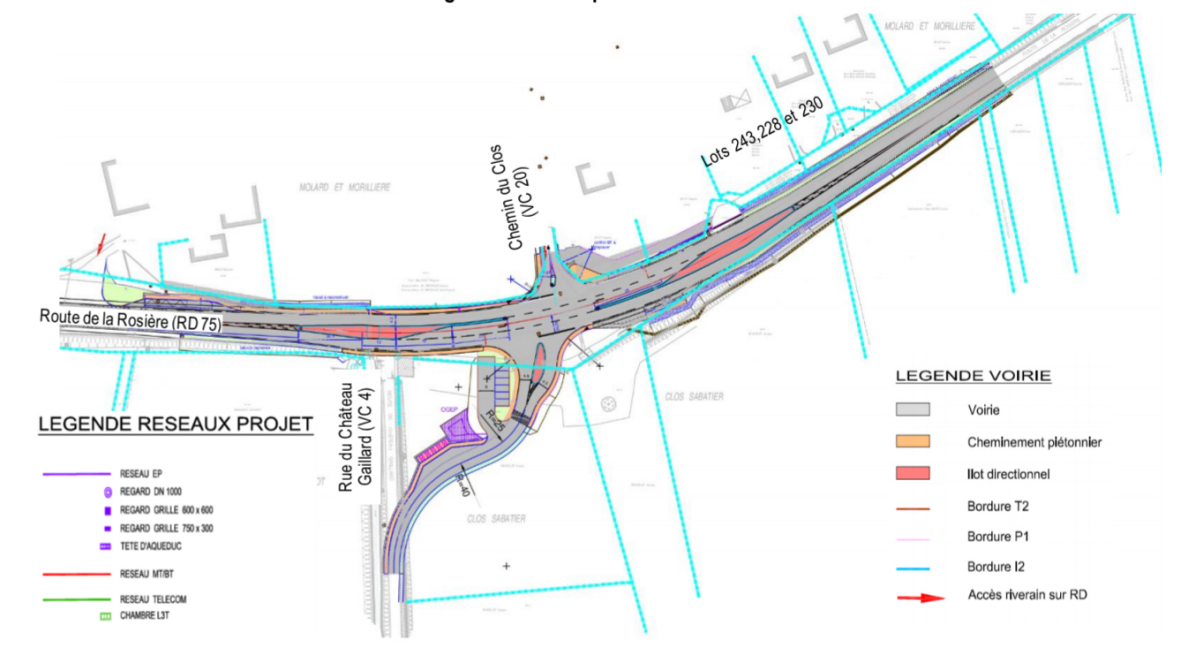 MOLARD ET MORILLIERE
Lots 243,228 et 230
Chemin du Clos
(VC 20)
MOLARD ET MORILLIERE
Route de la Rosière (RD 75)
Rue du Château
Gaillard (VC 4)
OGEP
R=25
R=40
CLOS SABATIER
CLOS SABATIER
LEGENDE RESEAUX PROJET
RESEAU EP
REGARD DN 1000
REGARD GRILLE 600 x 600
REGARD GRILLE 750 x 300
TETE D'AQUEDUC
RESEAU MT/BT
RESEAU TELECOM
CHAMBRE L3T
LEGENDE VOIRIE
Voirie
Cheminement piétonnier
Ilot directionnel
Bordure T2
Bordure P1
Bordure I2
Accès riverain sur RD